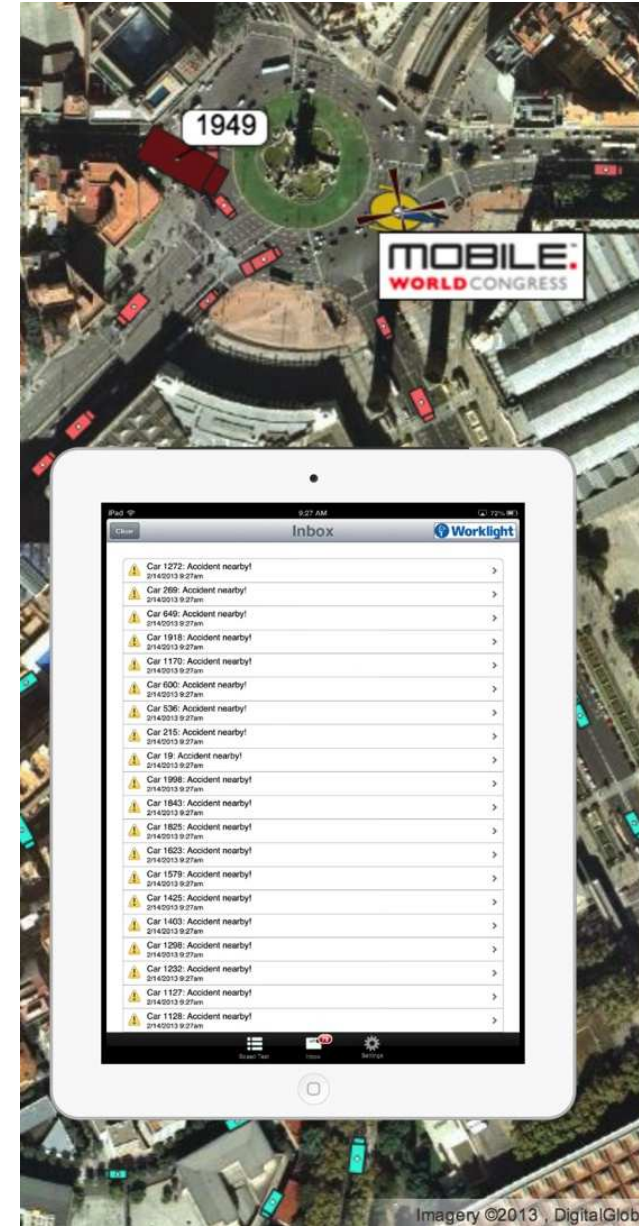 1949
MOBILE.
WORLD CONGRESS
iPad
9:27 AM
72%
Clear
Inbox
Worklight
Car 1272: Accident nearby!
2/14/2013 9:27am
Car 269: Accident nearby!
2/14/2013 9:27am
Car 649: Accident nearby!
2/14/2013 9:27am
Car 1918: Accident nearby!
2/14/2013 9:27am
Car 1170: Accident nearby!
2/14/2013 9:27am
Car 600: Accident nearby!
2/14/2013 9:27am
Car 536: Accident nearby!
2/14/2013 9:27am
Car 215: Accident nearby!
2/14/2013 9:27am
Car 19: Accident nearby!
2/14/2013 9:27am
Car 1998: Accident nearby!
2/14/2013 9:27am
Car 1843: Accident nearby!
2/14/2013 9:27am
Car 1825: Accident nearby!
2/14/2013 9:27am
Car 1623: Accident nearby!
2/14/2013 9:27am
Car 1579: Accident nearby!
2/14/2013 9:27am
Car 1425: Accident nearby!
2/14/2013 9:27am
Car 1403: Accident nearby!
2/14/2013 9:27am
Car 1298: Accident nearby!
2/14/2013 9:27am
Car 1232: Accident nearby!
2/14/2013 9:27am
Car 1127: Accident nearby!
2/14/2013 9:27am
Car 1128: Accident nearby!
2/14/2013 9:27am
Inbox
Settings
Imagery ©2013 , DigitalGlob